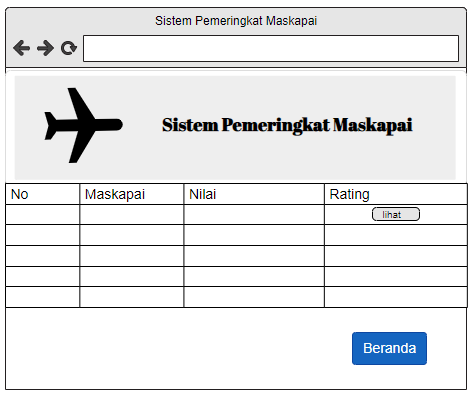 Sistem Pemeringkat Maskapai
Sistem Pemeringkat Maskapai
No Maskapai Nilai Rating
lihat
Beranda